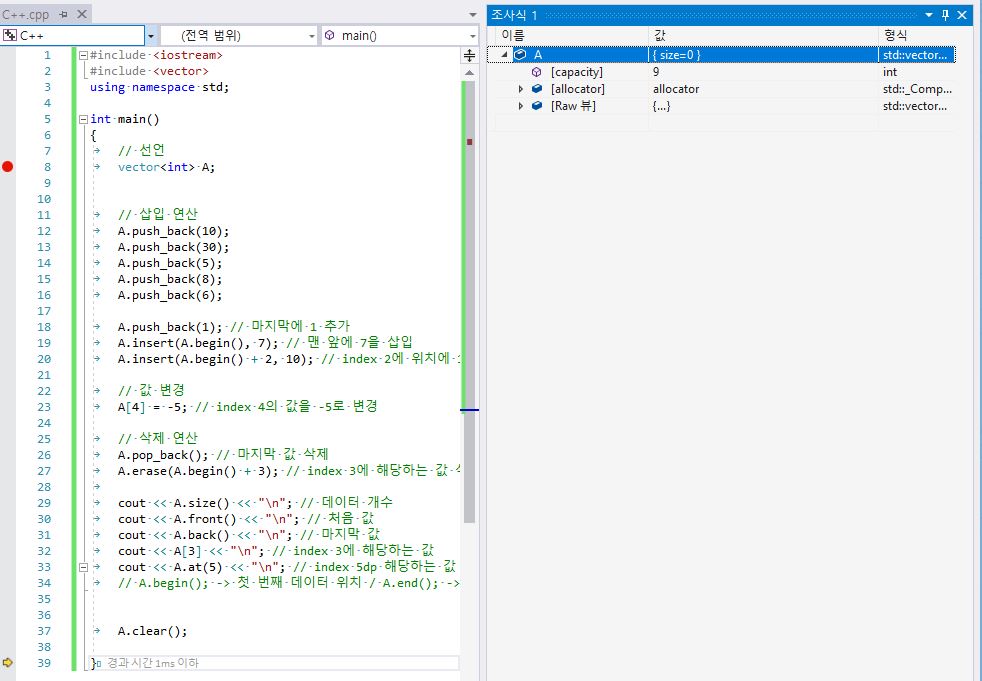 C++.cpp
C++ (전역 범위) main()
1 #include <iostream>
2 #include <vector>
3 using namespace std;
4
5 int main()
6 {
7 // 선언
8 vector<int> A;
9
10
11 // 삽입 연산
12 A.push_back(10);
13 A.push_back(30);
14 A.push_back(5);
15 A.push_back(8);
16 A.push_back(6);
17
18 A.push_back(1); // 마지막에 1 추가
19 A.insert(A.begin(), 7); // 맨 앞에 7을 삽입
20 A.insert(A.begin() + 2, 10); // index 2에 위치에
21
22 // 값 변경
23 A[4] = -5; // index 4의 값을 -5로 변경
24
25 // 삭제 연산
26 A.pop_back(); // 마지막 값 삭제
27 A.erase(A.begin() + 3); // index 3에 해당하는 값
28
29 cout << A.size() << "\n"; // 데이터 개수
30 cout << A.front() << "\n"; // 처음 값
31 cout << A.back() << "\n"; // 마지막 값
32 cout << A[3] << "\n"; // index 3에 해당하는 값
33 cout << A.at(5) << "\n"; // index 5dp 해당하는 값
34 // A.begin(); -> 첫 번째 데이터 위치 / A.end(); ->
35
36
37 A.clear();
38
39 } 경과 시간 1ms 이하
조사식 1
이름 값 형식
A { size=0 } std::vector...
[capacity] 9 int
[allocator] allocator std::_Comp...
[Raw 뷰] {...} std::vector...